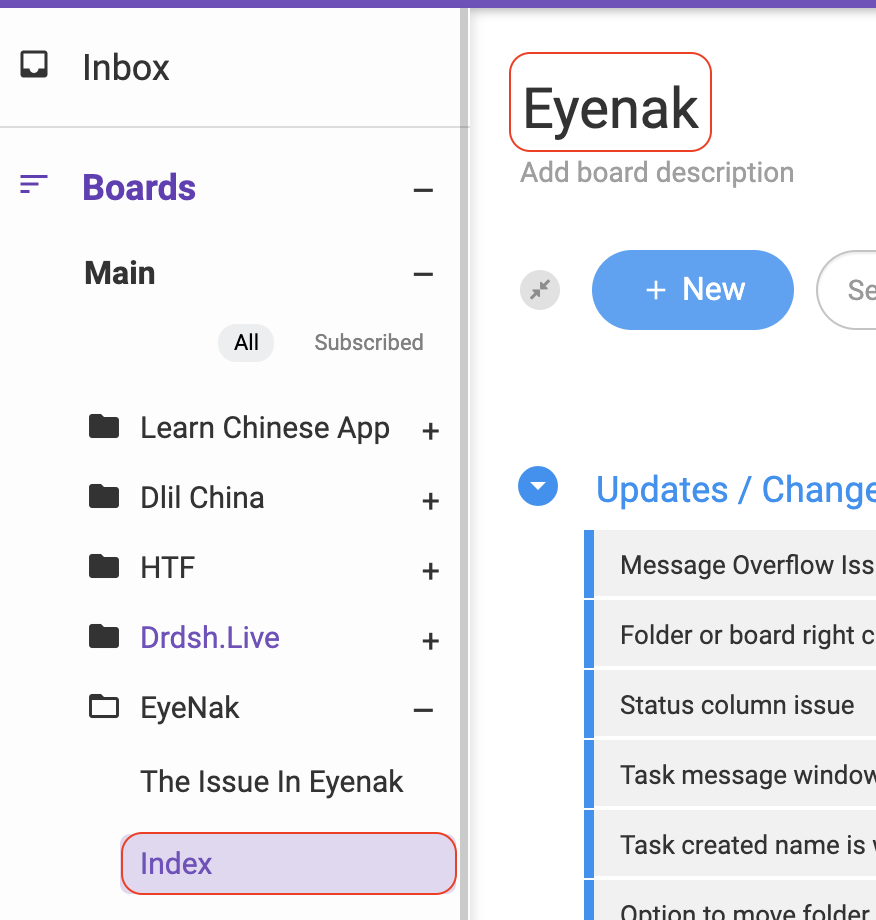 Inbox
Boards
Main
All
Subscribed
Learn Chinese App
Dlil China
HTF
Drdsh.Live
EyeNak
The Issue In Eyenak
Index
Eyenak
Add board description
+ New
Se
Updates / Change
Message Overflow Iss
Folder or board right c
Status column issue
Task message window
Task created name is
Option to move folder